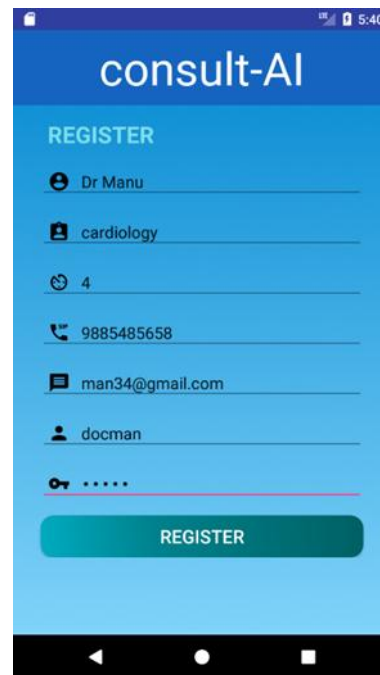 5:40
consult-AI
REGISTER
Dr Manu
cardiology
4
9885485658
man34@gmail.com
docman
•••••
REGISTER